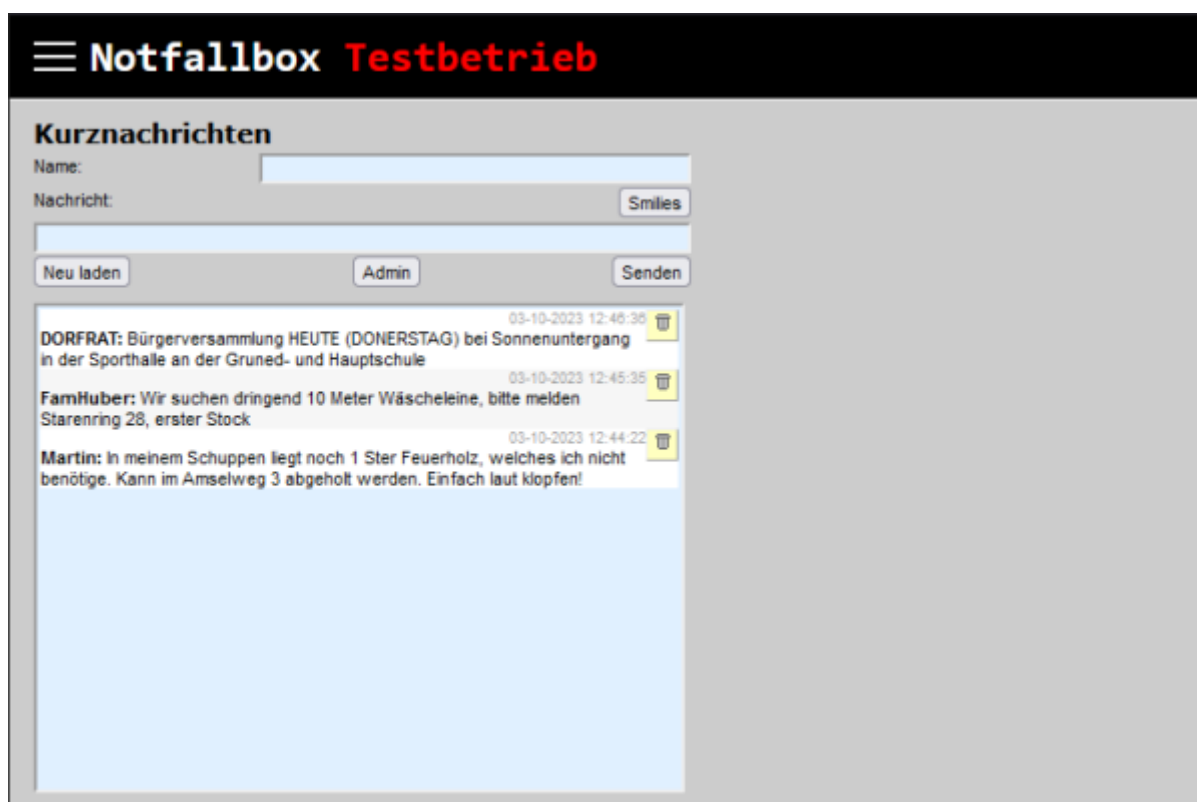 Notfallbox Testbetrieb
Kurznachrichten
Name:
Nachricht:
Smilies
Neu laden
Admin
Senden
03-10-2023 12:46:36
DORFRAT: Bürgerversammlung HEUTE (DONERSTAG) bei Sonnenuntergang
in der Sporthalle an der Gruned- und Hauptschule
03-10-2023 12:45:35
FamHuber: Wir suchen dringend 10 Meter Wäscheleine, bitte melden
Starenring 28, erster Stock
03-10-2023 12:44:22
Martin: In meinem Schuppen liegt noch 1 Ster Feuerholz, welches ich nicht
benötige. Kann im Amselweg 3 abgeholt werden. Einfach laut klopfen!